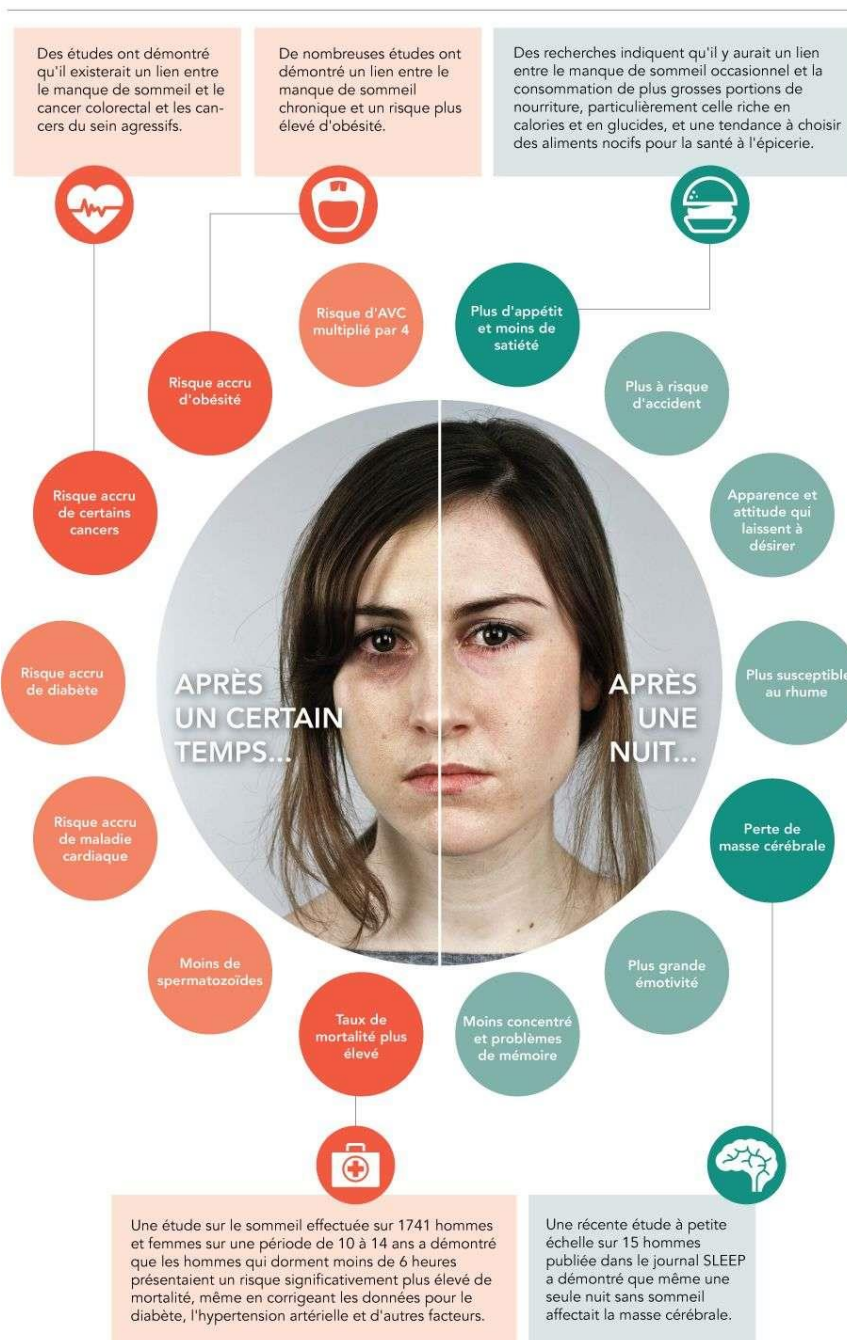 Des études ont démontré
qu'il existerait un lien entre
le manque de sommeil et le
cancer colorectal et les can-
cers du sein agressifs.
De nombreuses études ont
démontré un lien entre le
manque de sommeil
chronique et un risque plus
élevé d'obésité.
Des recherches indiquent qu'il y aurait un lien
entre le manque de sommeil occasionnel et la
consommation de plus grosses portions de
nourriture, particulièrement celle riche en
calories et en glucides, et une tendance à choisir
des aliments nocifs pour la santé à l'épicerie.
Risque d'AVC
multiplié par 4
Plus d'appétit
et moins de
satiété
Risque accru
d'obésité
Plus à risque
d'accident
Risque accru
de certains
cancers
Apparence et
attitude qui
laissent à
désirer
Risque accru
de diabète
APRÈS
UN CERTAIN
TEMPS...
APRÈS
UNE
NUIT...
Plus susceptible
au rhume
Risque accru
de maladie
cardiaque
Perte de
masse cérébrale
Moins de
spermatozoïdes
Plus grande
émotivité
Taux de
mortalité plus
élevé
Moins concentré
et problèmes
de mémoire
Une étude sur le sommeil effectuée sur 1741 hommes
et femmes sur une période de 10 à 14 ans a démontré
que les hommes qui dorment moins de 6 heures
présentaient un risque significativement plus élevé de
mortalité, même en corrigeant les données pour le
diabète, l'hypertension artérielle et d'autres facteurs.
Une récente étude à petite
échelle sur 15 hommes
publiée dans le journal SLEEP
a démontré que même une
seule nuit sans sommeil
affectait la masse cérébrale.